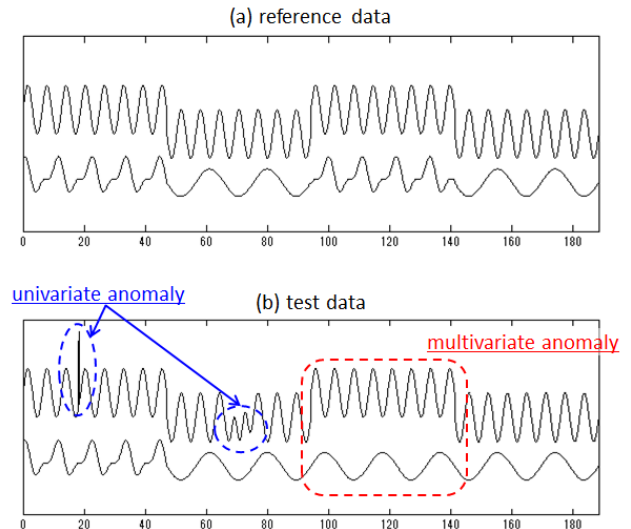 (a) reference data
0 20 40 60 80 100 120 140 160 180
univariate anomaly
(b) test data
multivariate anomaly
0 20 40 60 80 100 120 140 160 180